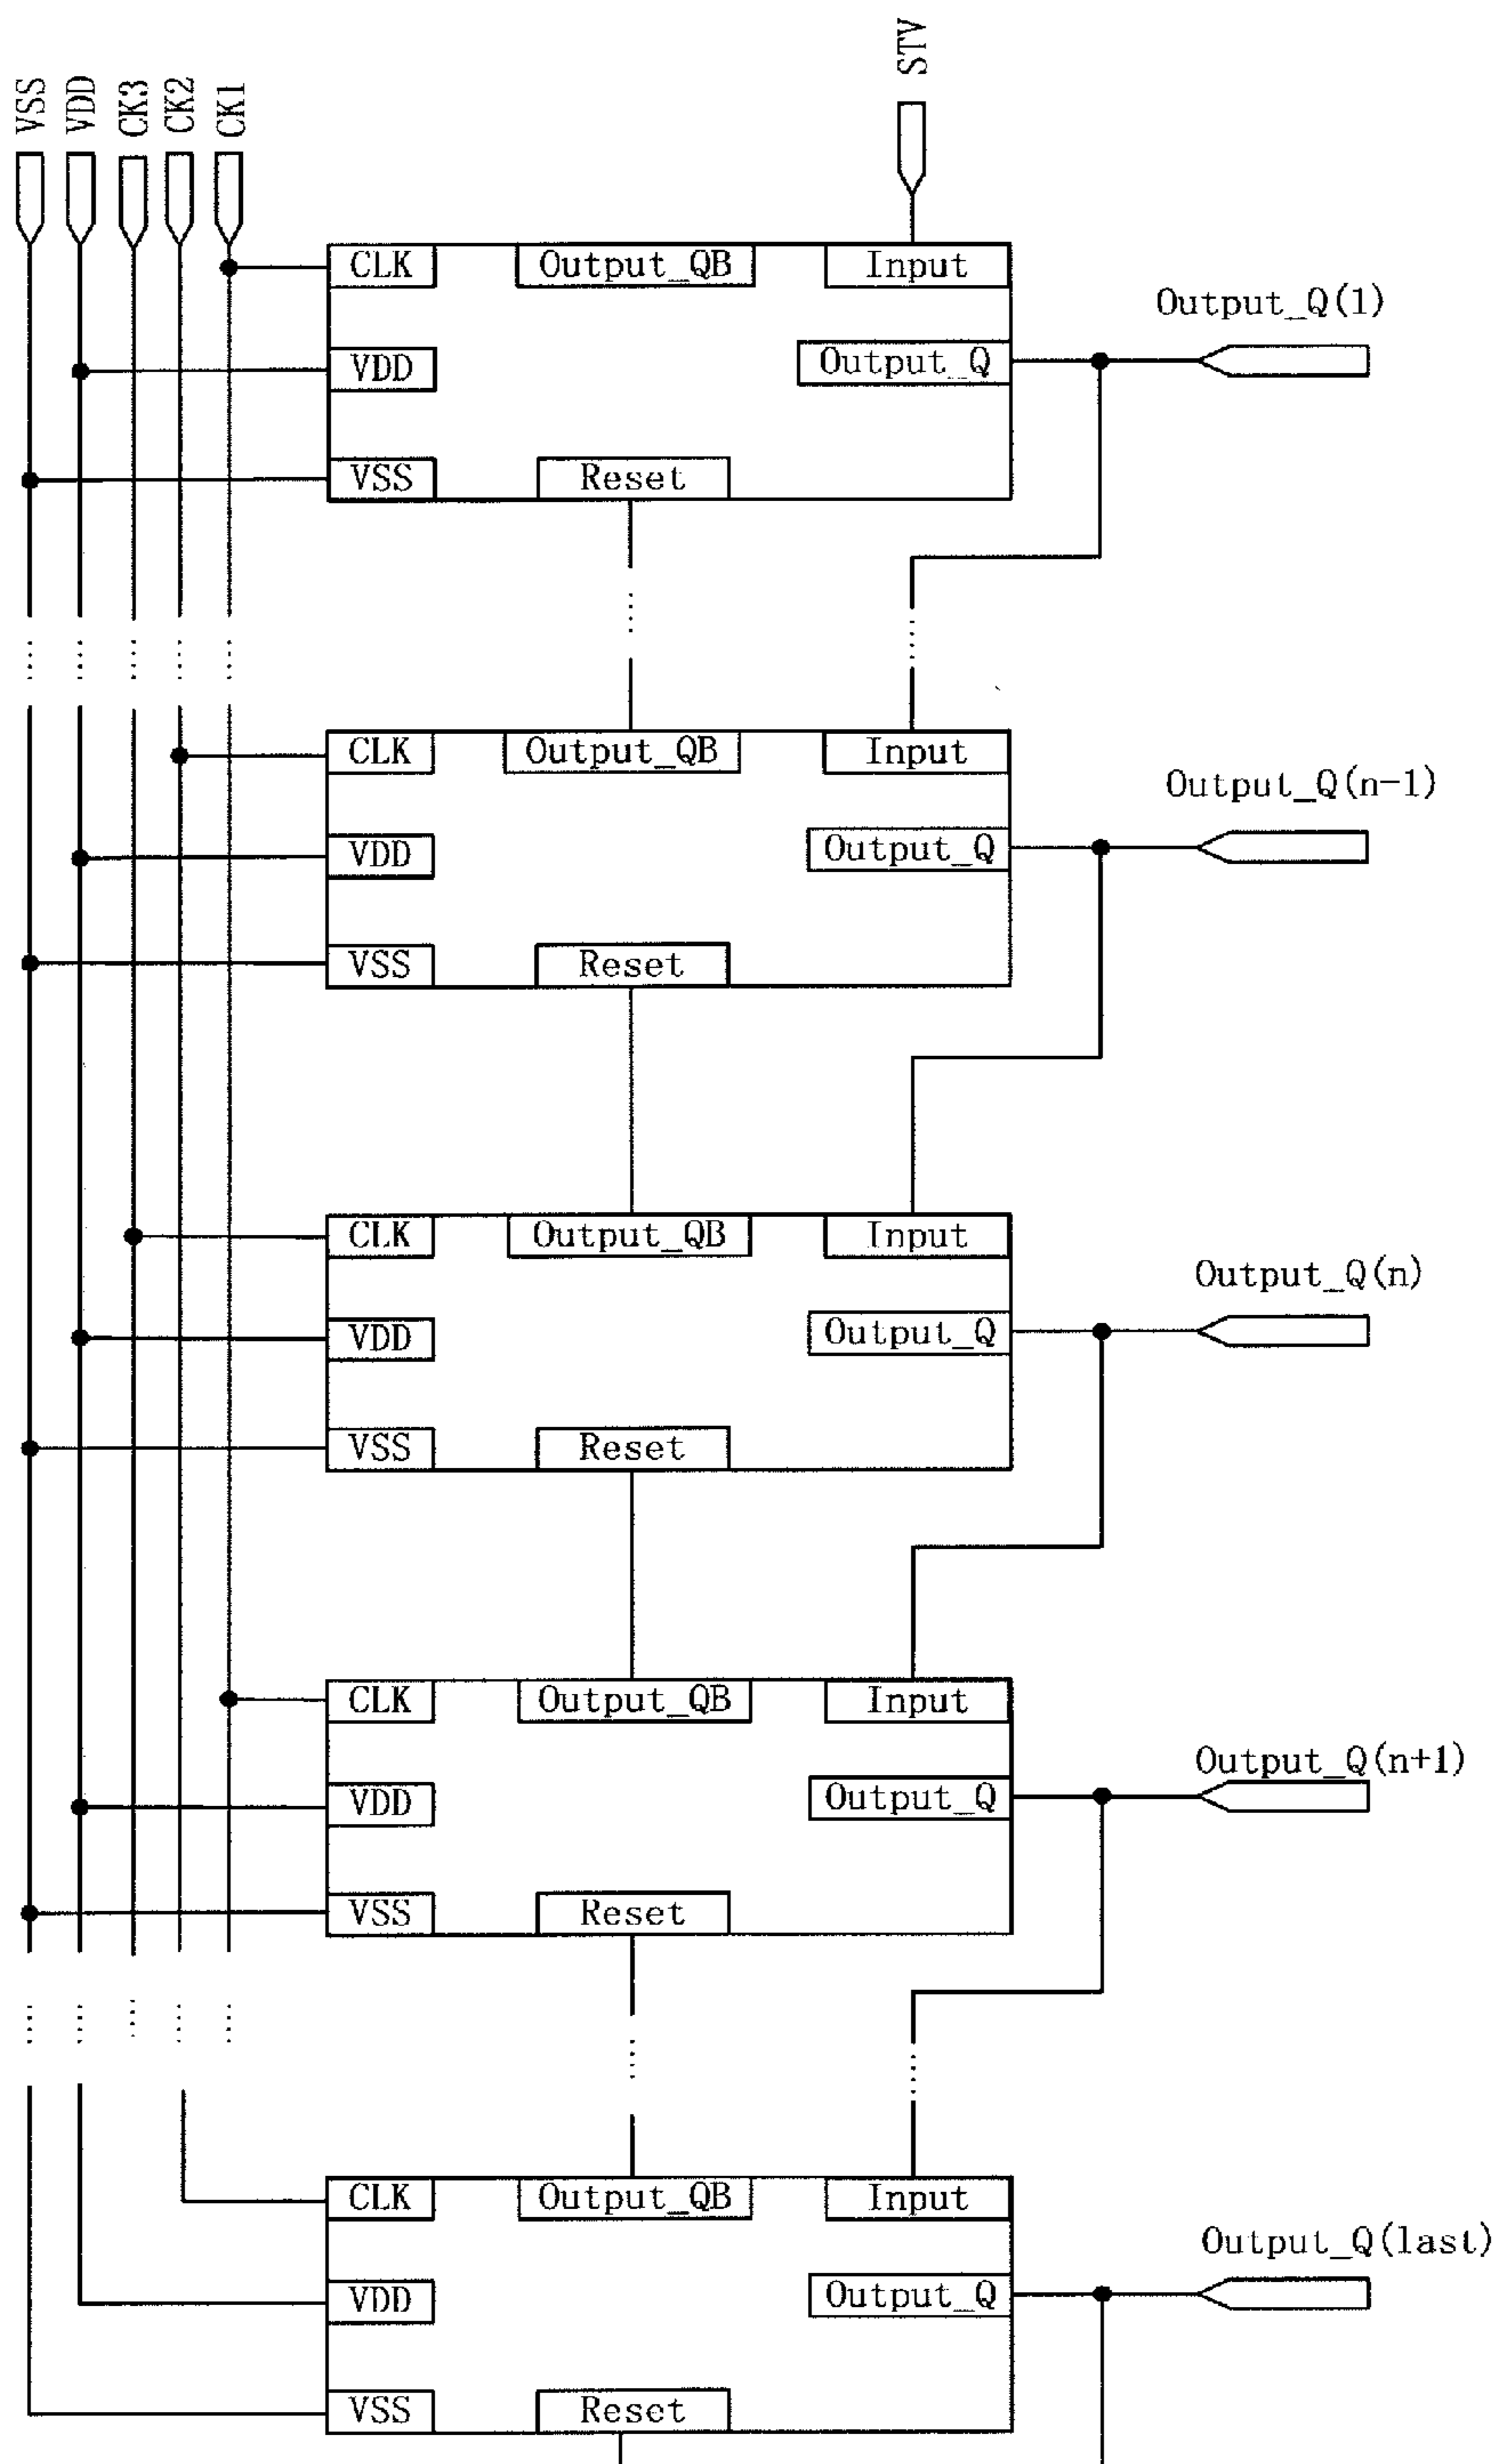 STV
VSS
VDD
CK3
CK2
CK1
CLK
Output_QB
Input
Output_Q(1)
VDD
Output_Q
VSS
Reset
CLK
Output_QB
Input
Output_Q(n-1)
VDD
Output_Q
VSS
Reset
CLK
Output_QB
Input
Output_Q(n)
VDD
Output_Q
VSS
Reset
CLK
Output_QB
Input
Output_Q(n+1)
VDD
Output_Q
VSS
Reset
CLK
Output_QB
Input
Output_Q(last)
VDD
Output_Q
VSS
Reset